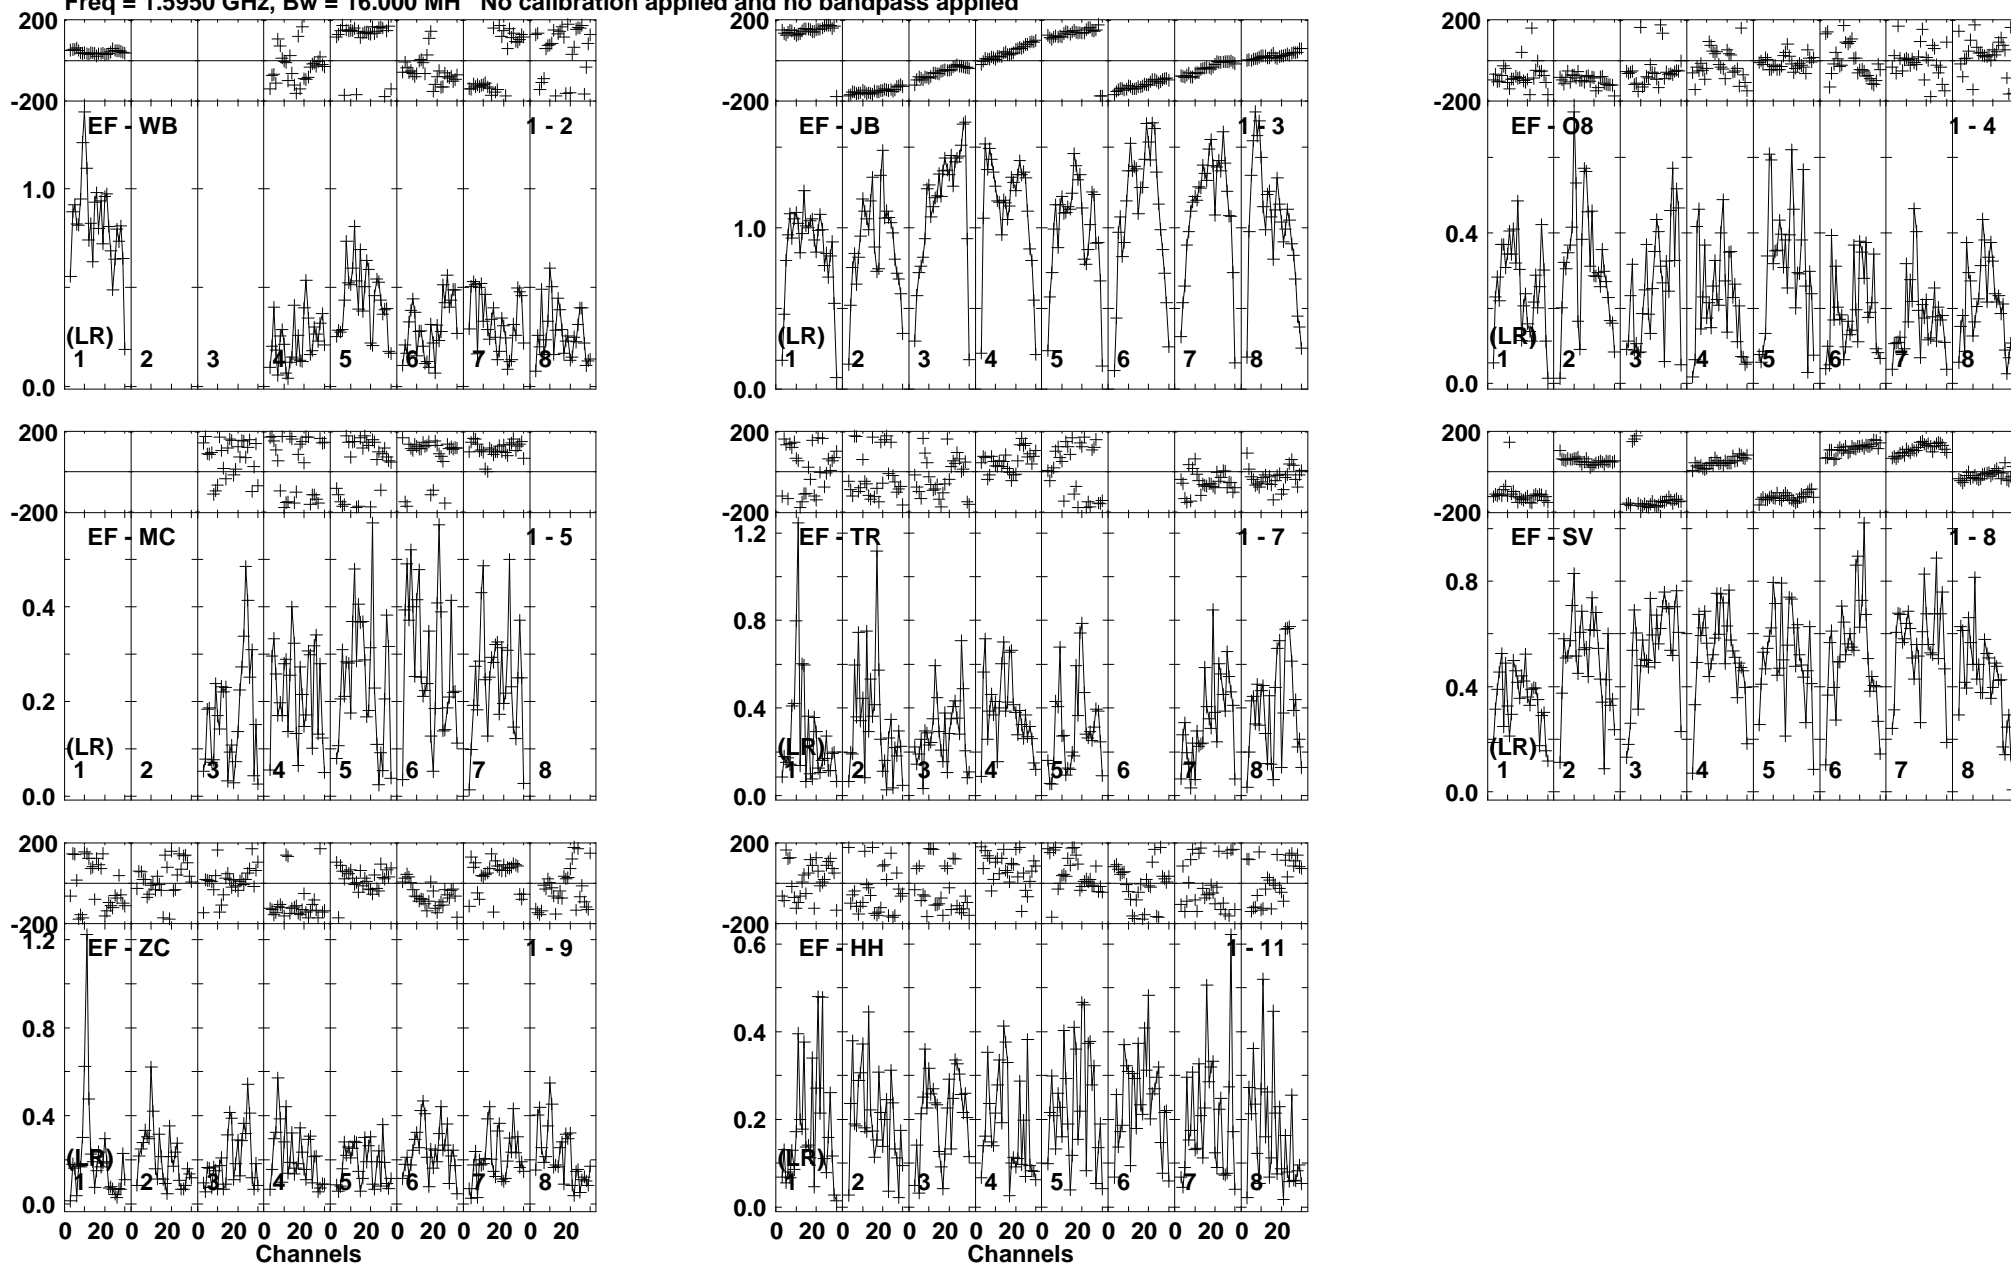 Freq = 1.5950 GHz, Bw = 16.000 MH No calibration applied and no bandpass applied
200
-200
EF - WB
1 - 2
1.0
0.0
(LR)
1 2 3 4 5 6 7 8
200
-200
EF - JB
1 - 3
1.0
0.0
(LR)
1 2 3 4 5 6 7 8
200
-200
EF - O8
1 - 4
0.4
0.0
(LR)
1 2 3 4 5 6 7 8
200
-200
EF - MC
1 - 5
0.4
0.2
0.0
(LR)
1 2 3 4 5 6 7 8
200
-200
EF - TR
1 - 7
1.2
0.8
0.4
0.0
(LR)
1 2 3 4 5 6 7 8
200
-200
EF - SV
1 - 8
0.8
0.4
0.0
(LR)
1 2 3 4 5 6 7 8
200
-200
EF - ZC
1 - 9
1.2
0.8
0.4
0.0
(LR)
1 2 3 4 5 6 7 8
0 20 0 20 0 20 0 20 0 20 0 20 0 20 0 20
Channels
200
-200
EF - HH
1 - 11
0.6
0.4
0.2
0.0
(LR)
1 2 3 4 5 6 7 8
0 20 0 20 0 20 0 20 0 20 0 20 0 20 0 20
Channels